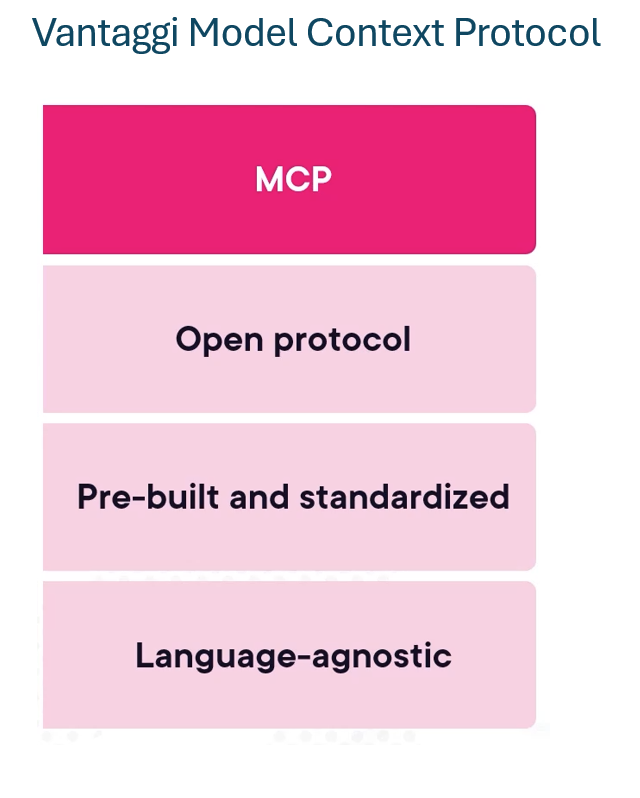 Vantaggi Model Context Protocol
MCP
Open protocol
Pre-built and standardized
Language-agnostic